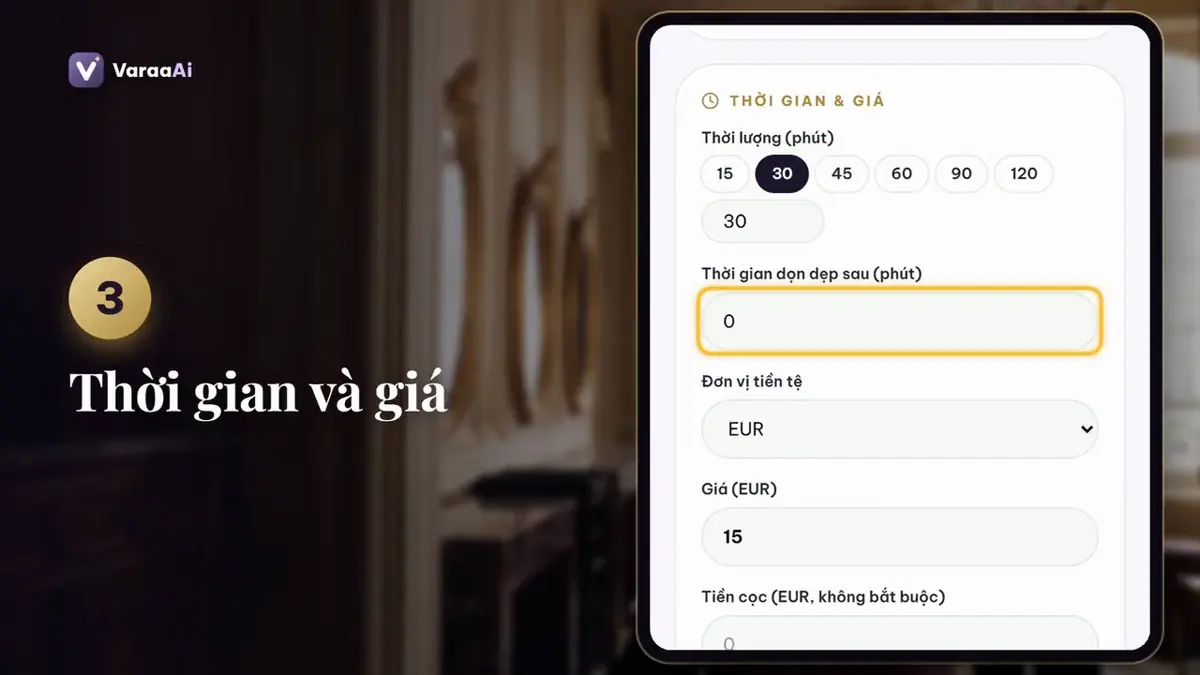 VaraaAi
3
Thời gian và giá
THỜI GIAN & GIÁ
Thời lượng (phút)
15 30 45 60 90 120
30
Thời gian dọn dẹp sau (phút)
0
Đơn vị tiền tệ
EUR
Giá (EUR)
15
Tiền cọc (EUR, không bắt buộc)
0